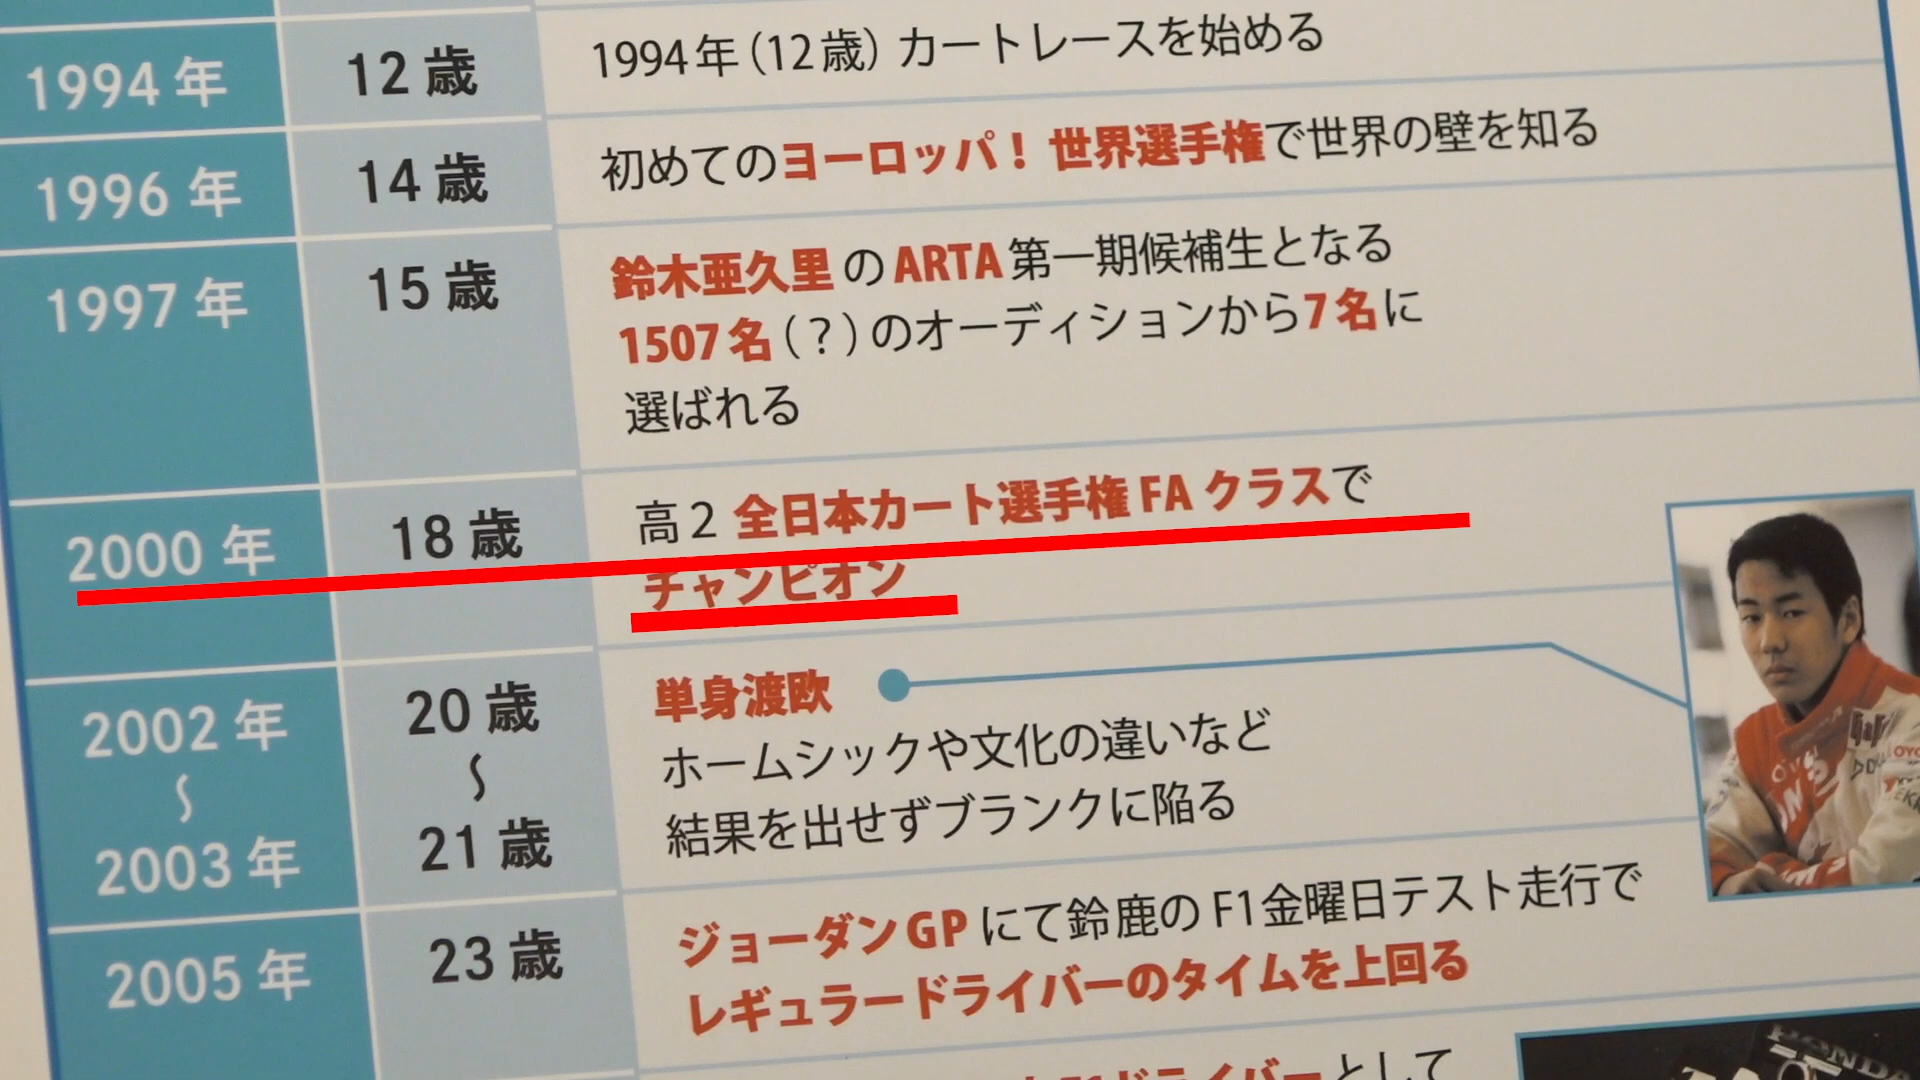 1994年 12歳 1994年（12歳）カートレースを始める
1996年 14歳 初めてのヨーロッパ！世界選手権で世界の壁を知る
1997年 15歳 鈴木亜久里のARTA第一期候補生となる
1507名（？）のオーディションから7名に
選ばれる
2000年 18歳 高2 全日本カート選手権FAクラスで
チャンピオン
2002年 20歳 単身渡欧
〜 〜 ホームシックや文化の違いなど
2003年 21歳 結果を出せずブランクに陥る
2005年 23歳 ジョーダンGPにて鈴鹿のF1金曜日テスト走行で
レギュラードライバーのタイムを上回る
F1ドライバーとして
HONDA